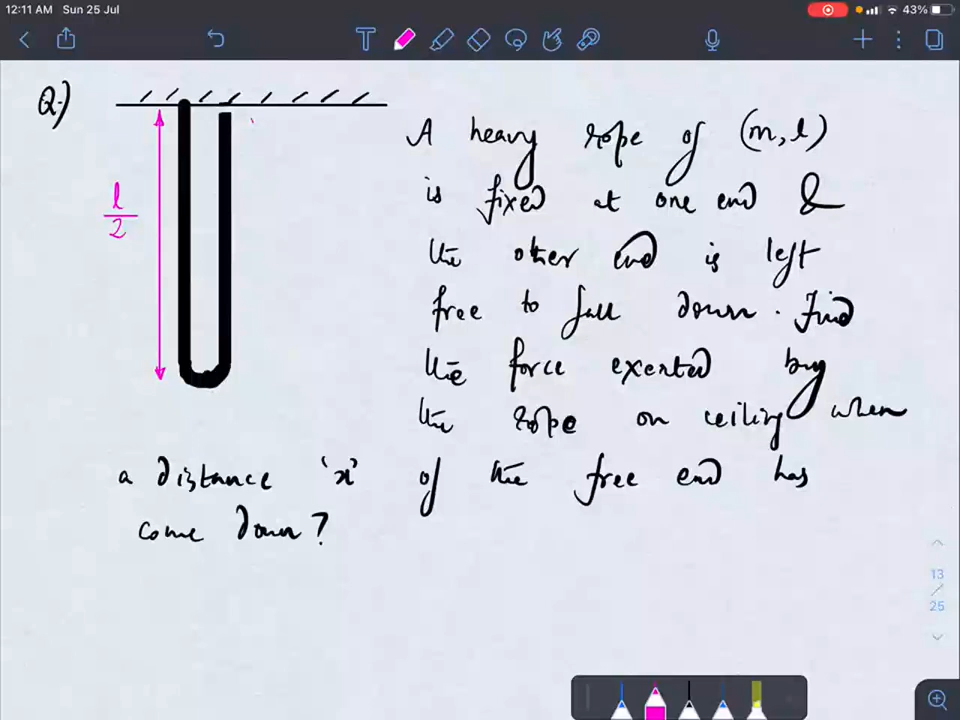 12:11 AM Sun 25 Jul
43%
T
Q.)
A heavy rope of (m, l)
is fixed at one end &
l/2
the other end is left
free to fall down. Find
the force exerted by
the rope on ceiling when
a distance 'x' of the free end has
come down?
13
/
25